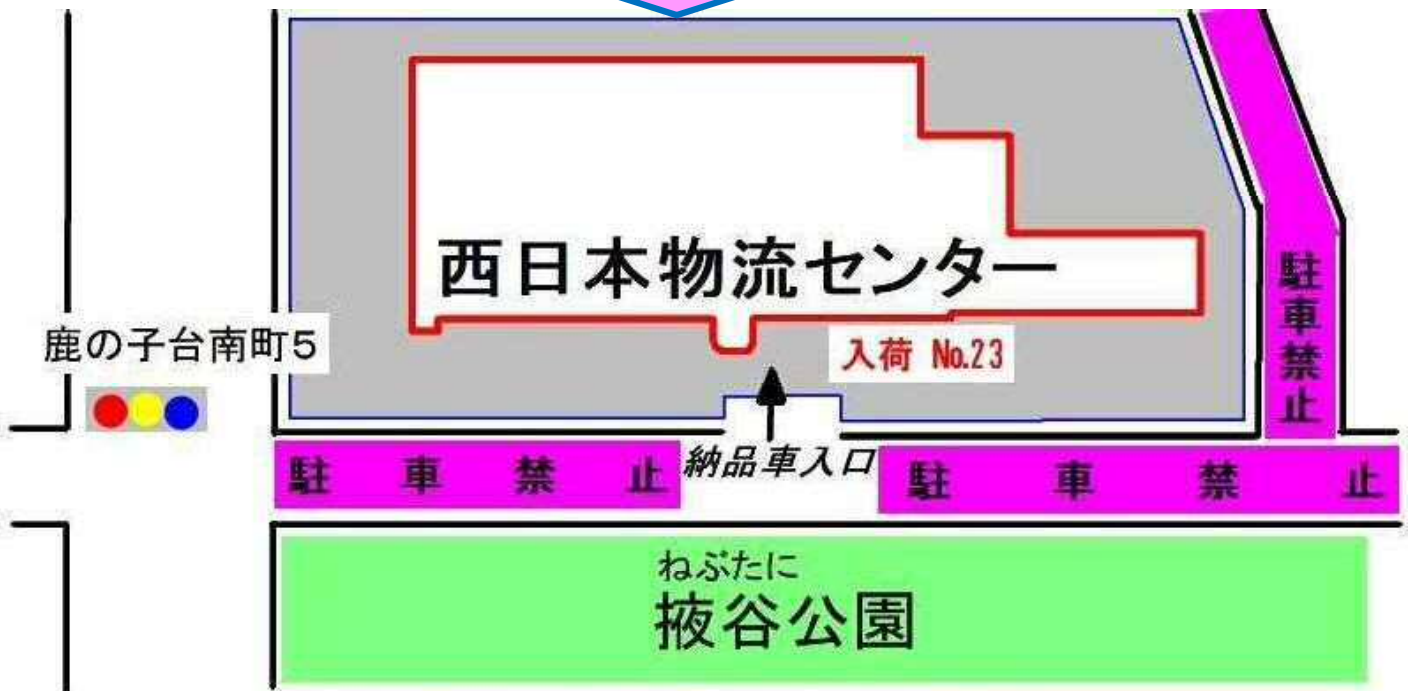 西日本物流センター
駐車禁止
鹿の子台南町5
入荷 No.23
納品車入口
駐車禁止
駐車禁止
ねぶたに
掖谷公園